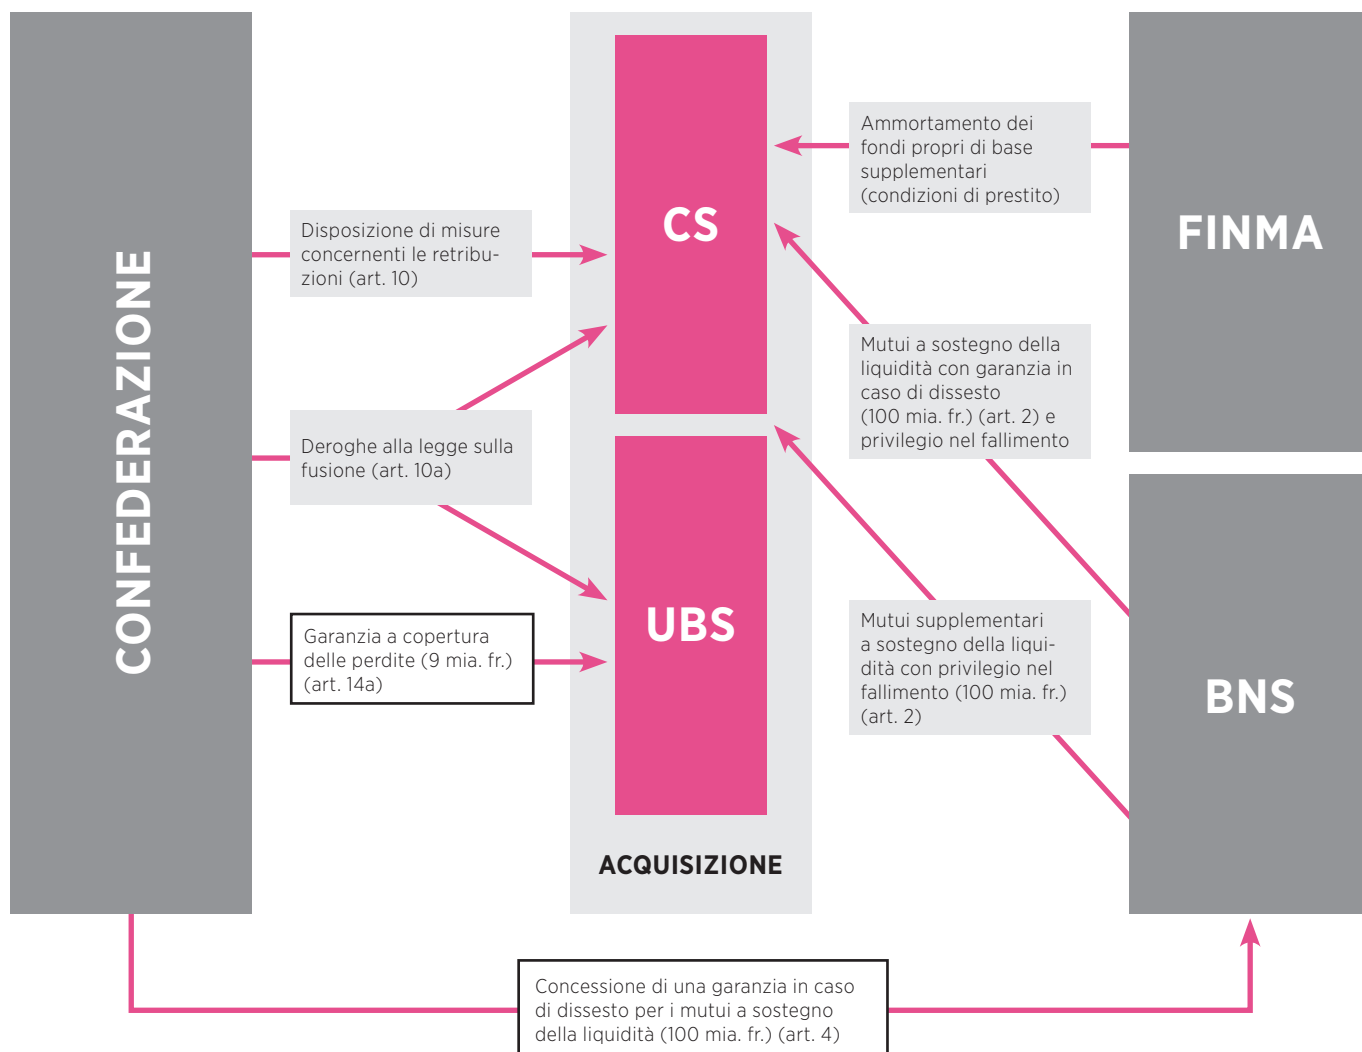 CONFEDERAZIONE
Disposizione di misure
concernenti le retribu-
zioni (art. 10)
Deroghe alla legge sulla
fusione (art. 10a)
Garanzia a copertura
delle perdite (9 mia. fr.)
(art. 14a)
CS
UBS
ACQUISIZIONE
Ammortamento dei
fondi propri di base
supplementari
(condizioni di prestito)
Mutui a sostegno della
liquidità con garanzia in
caso di dissesto
(100 mia. fr.) (art. 2) e
privilegio nel fallimento
Mutui supplementari
a sostegno della liqui-
dità con privilegio nel
fallimento (100 mia. fr.)
(art. 2)
FINMA
BNS
Concessione di una garanzia in caso
di dissesto per i mutui a sostegno
della liquidità (100 mia. fr.) (art. 4)